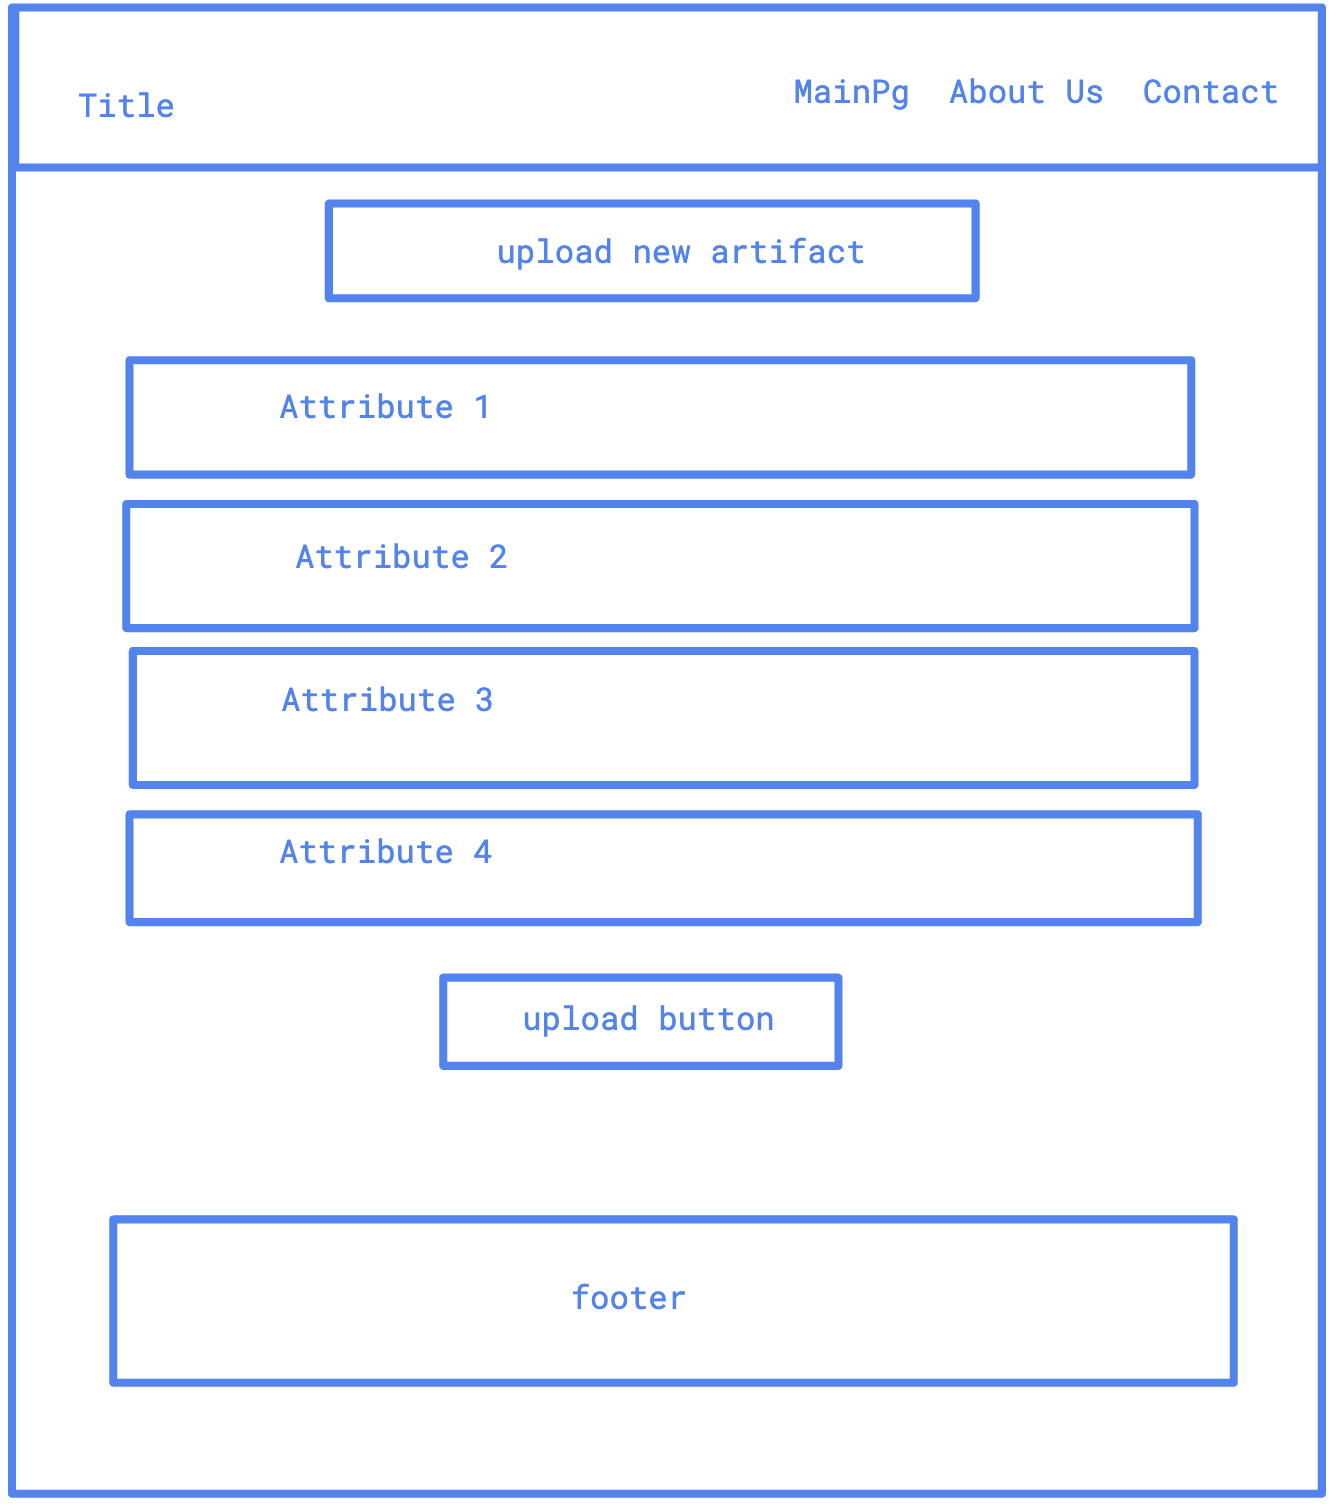 Title
MainPg About Us Contact
upload new artifact
Attribute 1
Attribute 2
Attribute 3
Attribute 4
upload button
footer